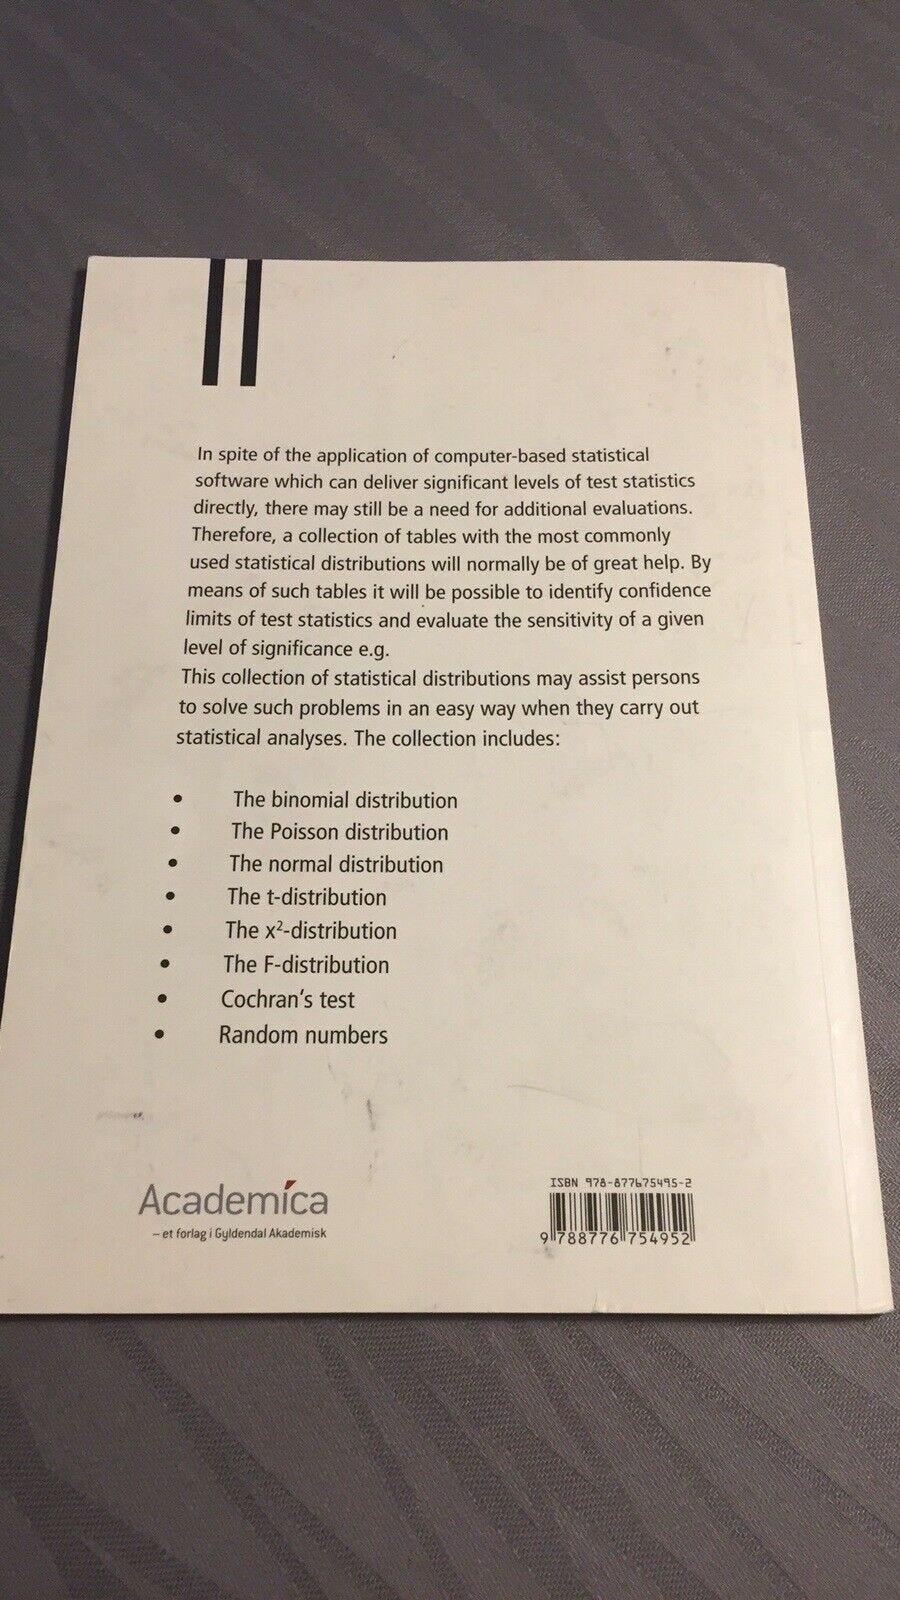 In spite of the application of computer-based statistical
software which can deliver significant levels of test statistics
directly, there may still be a need for additional evaluations.
Therefore, a collection of tables with the most commonly
used statistical distributions will normally be of great help. By
means of such tables it will be possible to identify confidence
limits of test statistics and evaluate the sensitivity of a given
level of significance e.g.
This collection of statistical distributions may assist persons
to solve such problems in an easy way when they carry out
statistical analyses. The collection includes:
• The binomial distribution
• The Poisson distribution
• The normal distribution
• The t-distribution
• The x²-distribution
• The F-distribution
• Cochran's test
• Random numbers
Academica
– et forlag i Gyldendal Akademisk
ISBN 978-877675495-2
9 788776 754952